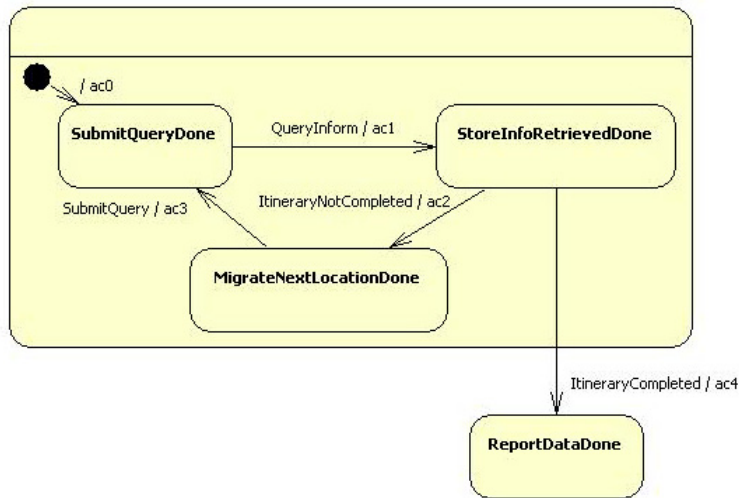 / ac0
SubmitQueryDone
QueryInform / ac1
StoreInfoRetrievedDone
SubmitQuery / ac3
ItineraryNotCompleted / ac2
MigrateNextLocationDone
ItineraryCompleted / ac4
ReportDataDone